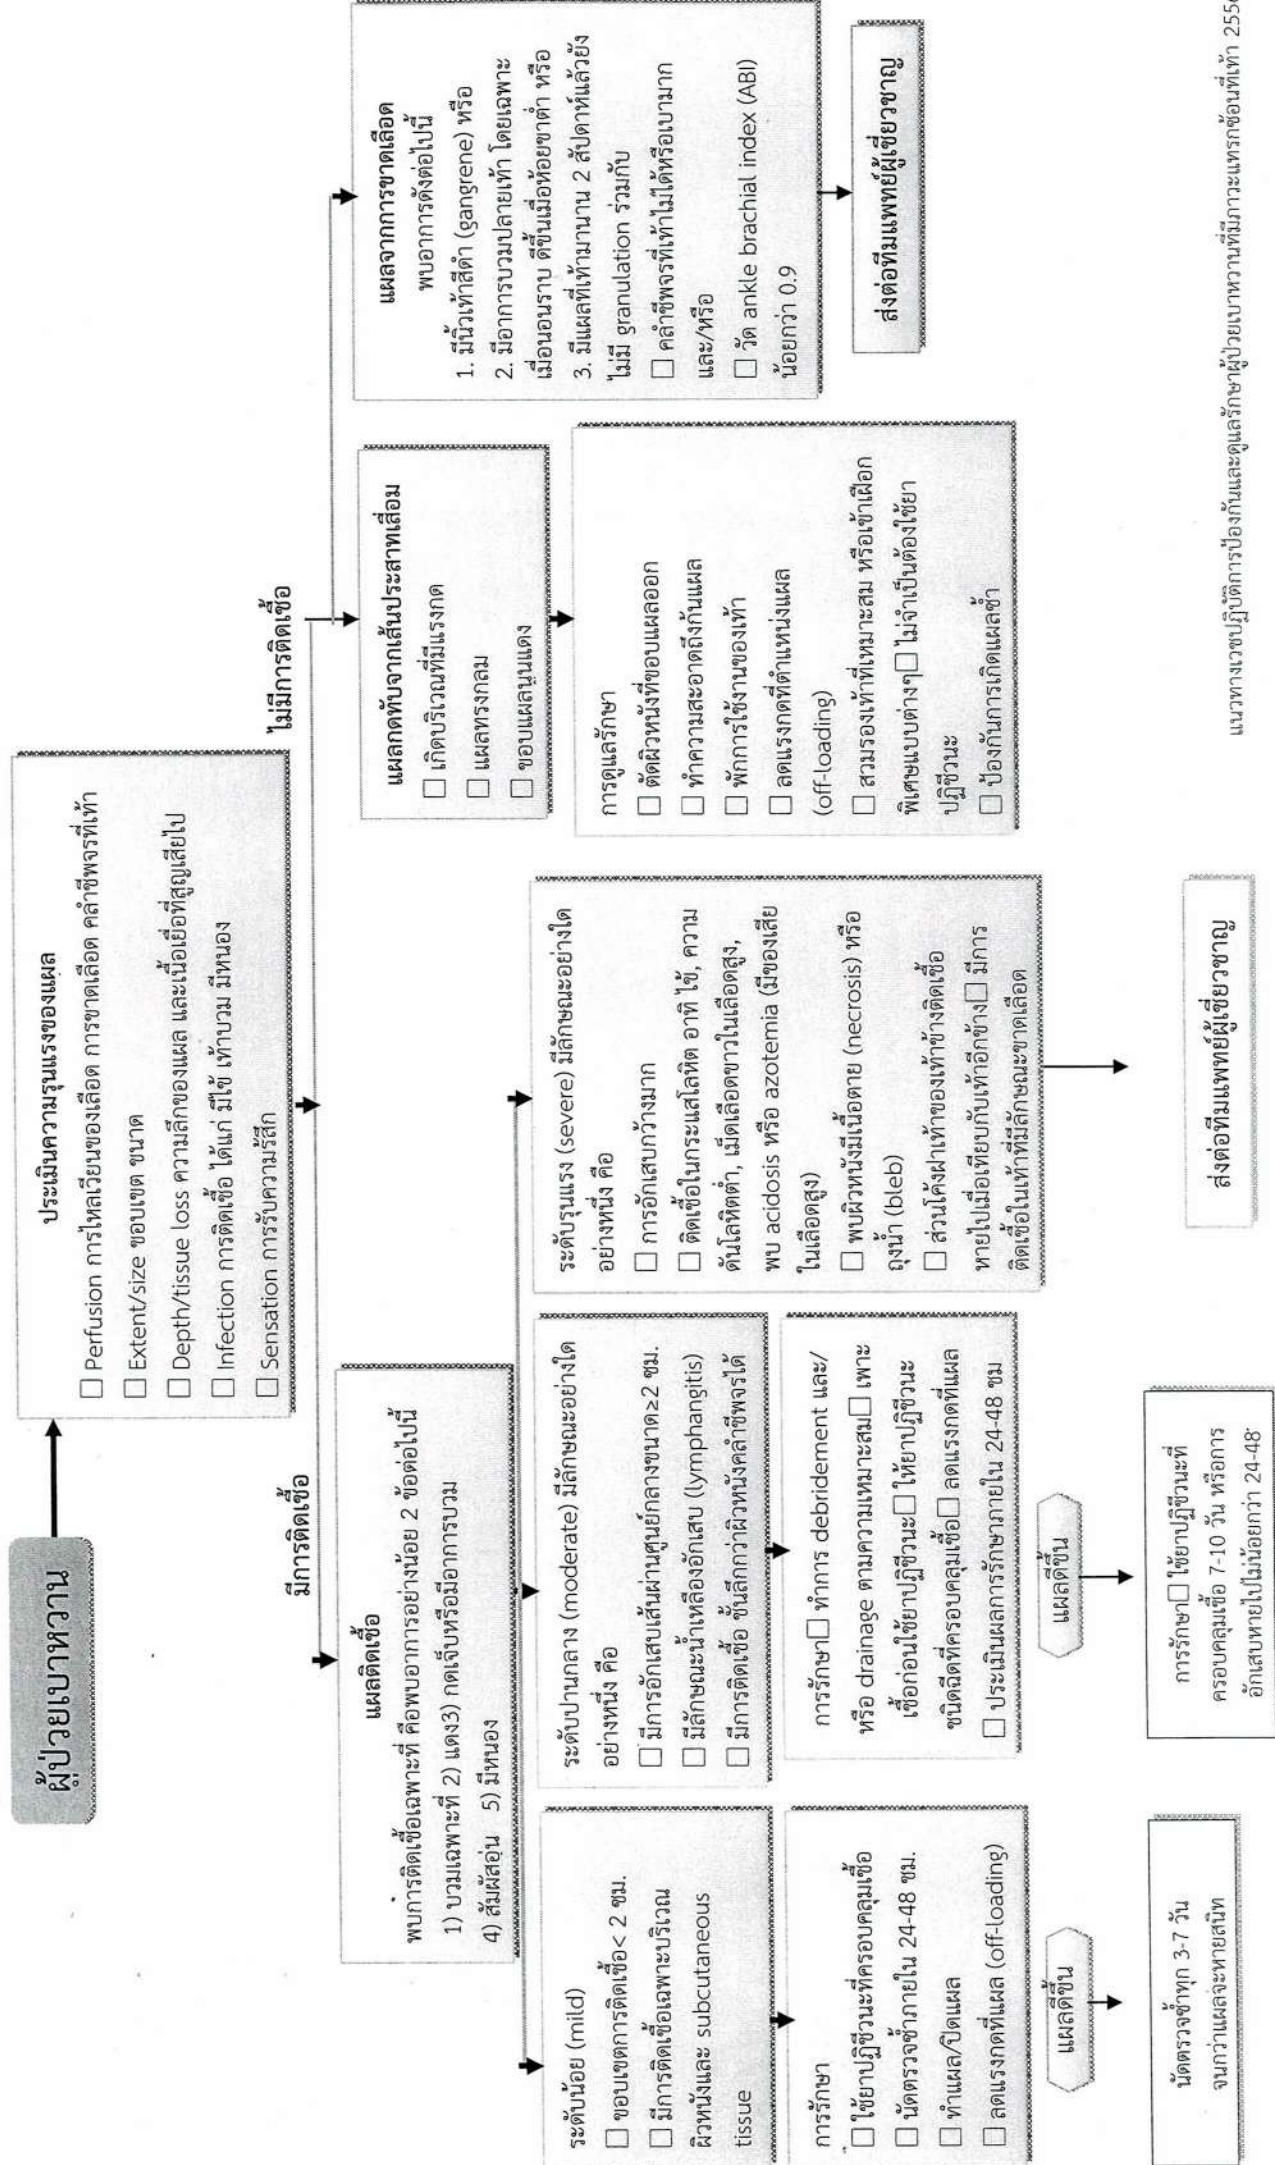 ผู้ป่วยเบาหวาน
ประเมินความรุนแรงของแผล
☐ Perfusion การไหลเวียนของเลือด การขาดเลือด คลำชีพจรที่เท้า
☐ Extent/size ขอบเขต ขนาด
☐ Depth/tissue loss ความลึกของแผล และเนื้อเยื่อที่สูญเสียไป
☐ Infection การติดเชื้อ ได้แก่ มีไข้ เท้าบวม มีหนอง
☐ Sensation การรับความรู้สึก
มีการติดเชื้อ
ไม่มีการติดเชื้อ
แผลติดเชื้อ
พบการติดเชื้อเฉพาะที่ คือพบอาการอย่างน้อย 2 ข้อต่อไปนี้
1) บวมเฉพาะที่ 2) แดง3) กดเจ็บหรือมีอาการบวม
4) สัมผัสอุ่น 5) มีหนอง
แผลกดทับจากเส้นประสาทเสื่อม
☐ เกิดบริเวณที่มีแรงกด
☐ แผลทรงกลม
☐ ขอบแผลนูนแดง
แผลจากการขาดเลือด
พบอาการดังต่อไปนี้
1. มีนิ้วเท้าสีดำ (gangrene) หรือ
2. มีอาการบวมปลายเท้า โดยเฉพาะ
เมื่อนอนราบ ดีขึ้นเมื่อห้อยขาต่ำ หรือ
3. มีแผลที่เท้ามานาน 2 สัปดาห์แล้วยัง
ไม่มี granulation ร่วมกับ
☐ คลำชีพจรที่เท้าไม่ได้หรือเบามาก
และ/หรือ
☐ วัด ankle brachial index (ABI)
น้อยกว่า 0.9
ระดับน้อย (mild)
☐ ขอบเขตการติดเชื้อ< 2 ซม.
☐ มีการติดเชื้อเฉพาะบริเวณ
ผิวหนังและ subcutaneous
tissue
ระดับปานกลาง (moderate) มีลักษณะอย่างใด
อย่างหนึ่ง คือ
☐ มีการอักเสบเส้นผ่านศูนย์กลางขนาด≥2 ซม.
☐ มีลักษณะน้ำเหลืองอักเสบ (lymphangitis)
☐ มีการติดเชื้อ ชั้นลึกกว่าผิวหนังคลำชีพจรได้
ระดับรุนแรง (severe) มีลักษณะอย่างใด
อย่างหนึ่ง คือ
☐ การอักเสบกว้างมาก
☐ ติดเชื้อในกระแสโลหิต อาทิ ไข้, ความ
ดันโลหิตต่ำ, เม็ดเลือดขาวในเลือดสูง,
พบ acidosis หรือ azotemia (มีของเสีย
ในเลือดสูง)
☐ พบผิวหนังมีเนื้อตาย (necrosis) หรือ
ถุงน้ำ (bleb)
☐ ส่วนโค้งฝ่าเท้าของเท้าข้างติดเชื้อ
หายไปเมื่อเทียบกับเท้าอีกข้าง☐ มีการ
ติดเชื้อในเท้าที่มีลักษณะขาดเลือด
การดูแลรักษา
☐ ตัดผิวหนังที่ขอบแผลออก
☐ ทำความสะอาดถึงก้นแผล
☐ พักการใช้งานของเท้า
☐ ลดแรงกดที่ตำแหน่งแผล
(off-loading)
☐ สวมรองเท้าที่เหมาะสม หรือเข้าเฝือก
พิเศษแบบต่างๆ☐ ไม่จำเป็นต้องใช้ยา
ปฏิชีวนะ
☐ ป้องกันการเกิดแผลซ้ำ
ส่งต่อทีมแพทย์ผู้เชี่ยวชาญ
การรักษา
☐ ใช้ยาปฏิชีวนะที่ครอบคลุมเชื้อ
☐ นัดตรวจซ้ำภายใน 24-48 ซม.
☐ ทำแผล/ปิดแผล
☐ ลดแรงกดที่แผล (off-loading)
การรักษา☐ ทำการ debridement และ/
หรือ drainage ตามความเหมาะสม☐ เพาะ
เชื้อก่อนใช้ยาปฏิชีวนะ☐ ให้ยาปฏิชีวนะ
ชนิดฉีดที่ครอบคลุมเชื้อ☐ ลดแรงกดที่แผล
☐ ประเมินผลการรักษาภายใน 24-48 ซม
แผลดีขึ้น
แผลดีขึ้น
นัดตรวจซ้ำทุก 3-7 วัน
จนกว่าแผลจะหายสนิท
การรักษา☐ ใช้ยาปฏิชีวนะที่
ครอบคลุมเชื้อ 7-10 วัน หรือการ
อักเสบหายไปไม่น้อยกว่า 24-48
ส่งต่อทีมแพทย์ผู้เชี่ยวชาญ
แนวทางเวชปฏิบัติการป้องกันและดูแลรักษาผู้ป่วยเบาหวานที่มีภาวะแทรกซ้อนที่เท้า